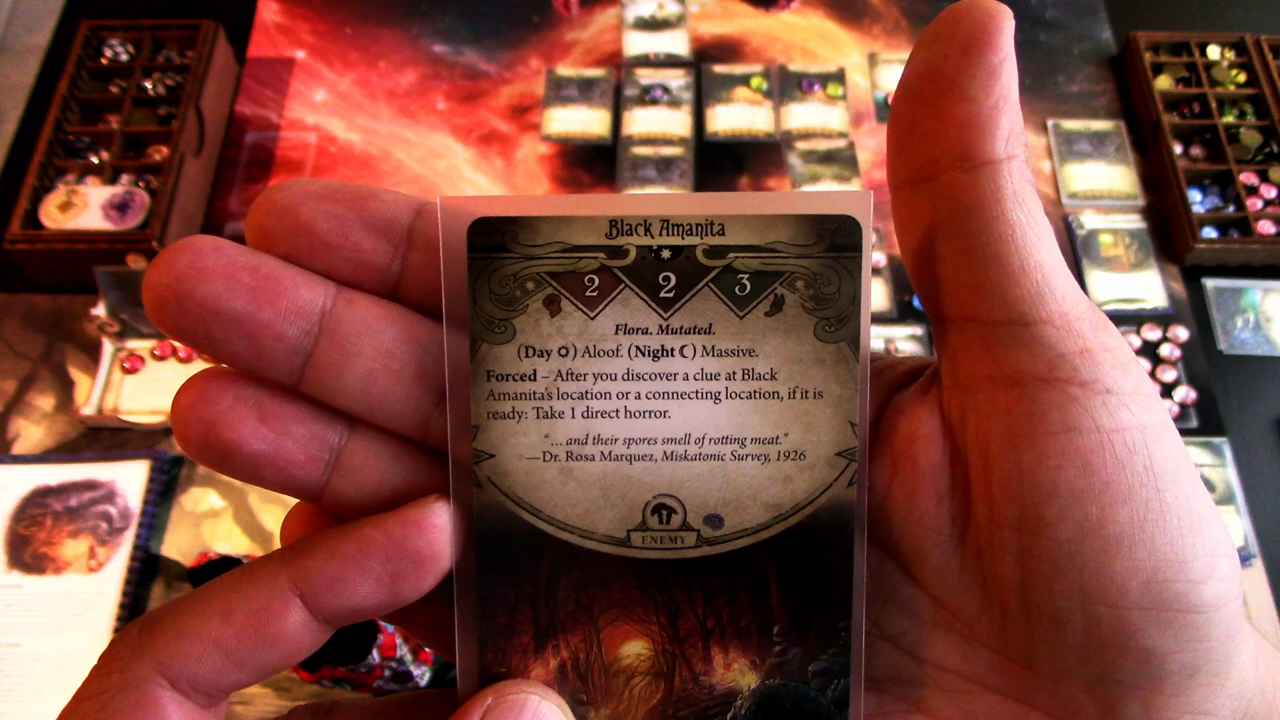 Black Amanita
2 2 3
Flora. Mutated.
(Day ☼) Aloof. (Night ☾) Massive.
Forced – After you discover a clue at Black
Amanita's location or a connecting location, if it is
ready: Take 1 direct horror.
"… and their spores smell of rotting meat."
—Dr. Rosa Marquez, Miskatonic Survey, 1926
ENEMY